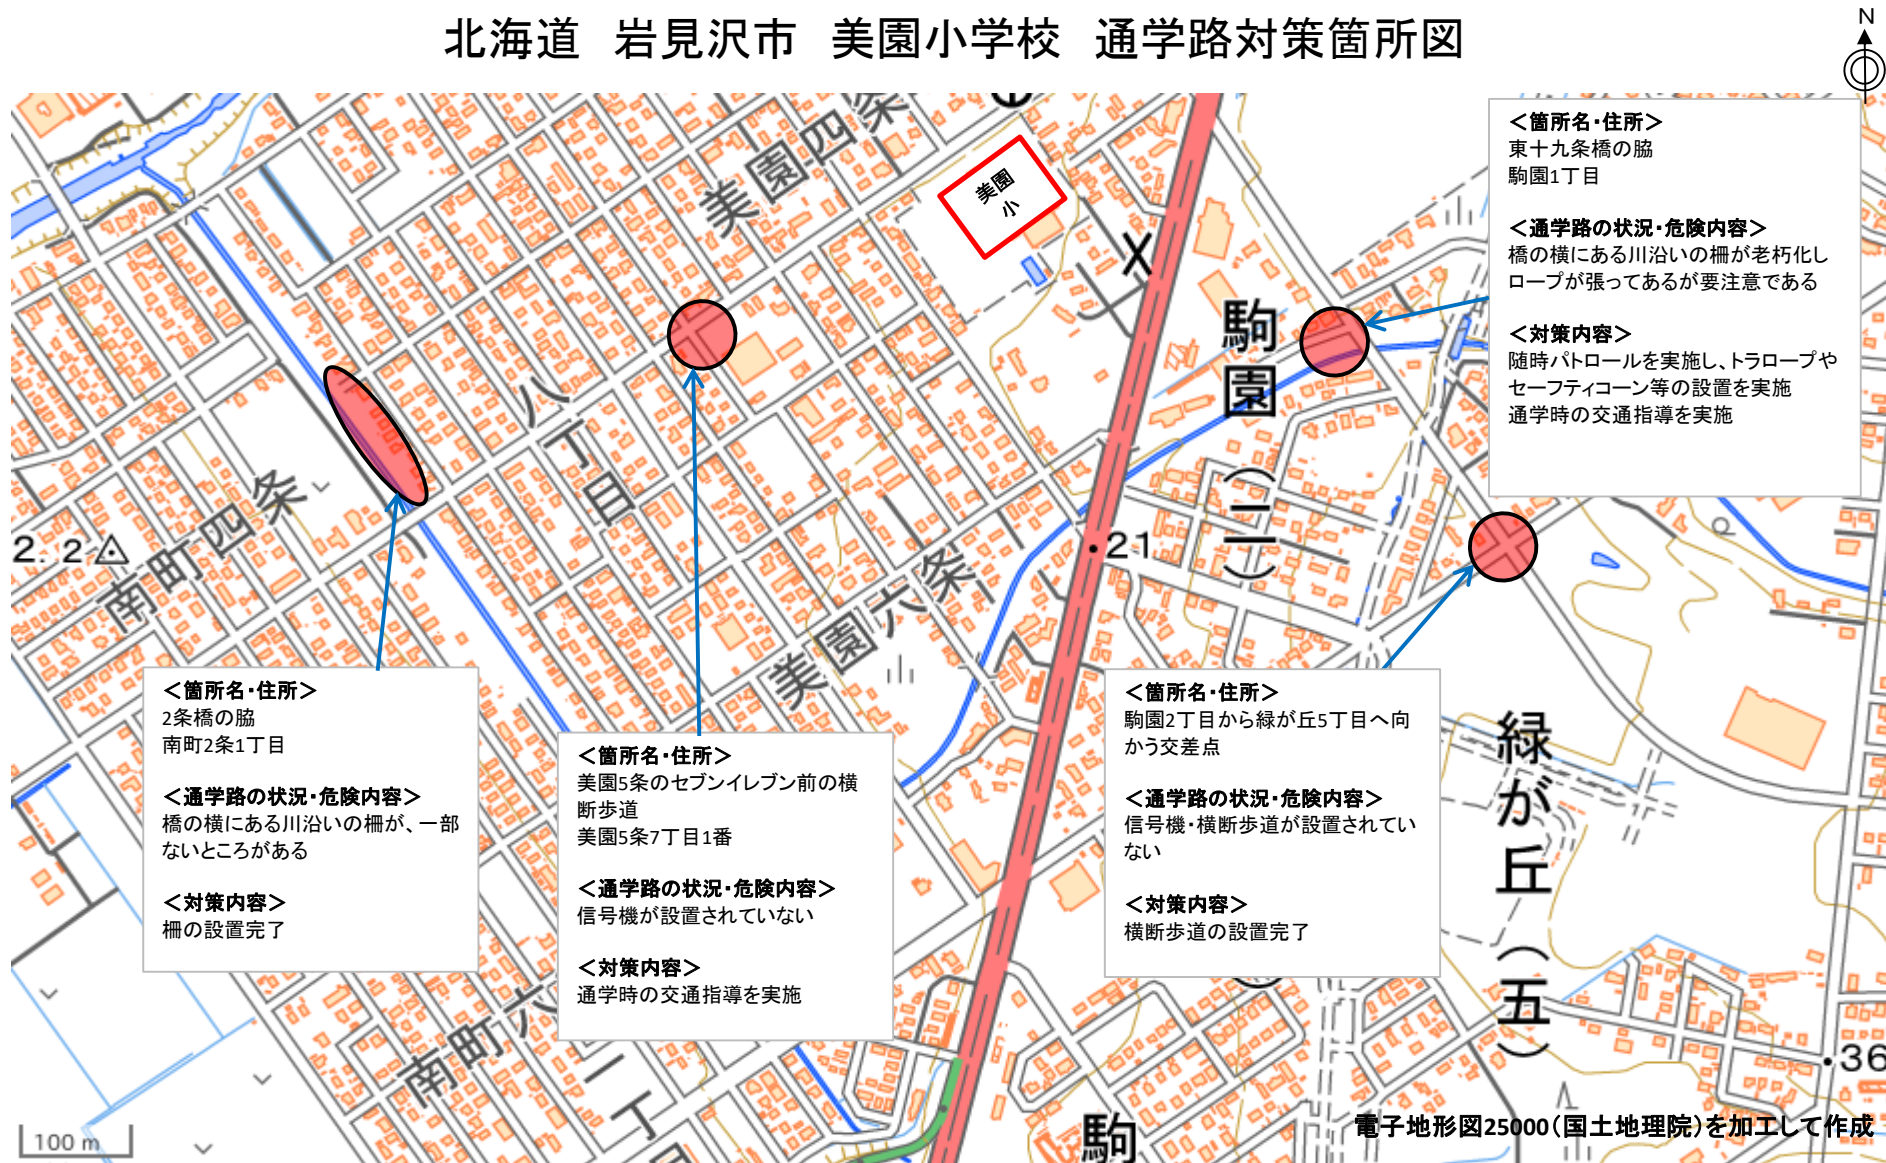 北海道　岩見沢市　美園小学校　通学路対策箇所図
N
＜箇所名・住所＞
東十九条橋の脇
駒園1丁目
＜通学路の状況・危険内容＞
橋の横にある川沿いの柵が老朽化し
ロープが張ってあるが要注意である
＜対策内容＞
随時パトロールを実施し、トラロープや
セーフティコーン等の設置を実施
通学時の交通指導を実施
美園四条
美園
小
駒園（二）
八丁目
南町四条
2.2
21
美園六条
＜箇所名・住所＞
2条橋の脇
南町2条1丁目
＜通学路の状況・危険内容＞
橋の横にある川沿いの柵が、一部
ないところがある
＜対策内容＞
柵の設置完了
＜箇所名・住所＞
美園5条のセブンイレブン前の横
断歩道
美園5条7丁目1番
＜通学路の状況・危険内容＞
信号機が設置されていない
＜対策内容＞
通学時の交通指導を実施
＜箇所名・住所＞
駒園2丁目から緑が丘5丁目へ向
かう交差点
＜通学路の状況・危険内容＞
信号機・横断歩道が設置されてい
ない
＜対策内容＞
横断歩道の設置完了
緑が丘（五）
南町六
一丁目
駒
36
100 m
電子地形図25000（国土地理院）を加工して作成